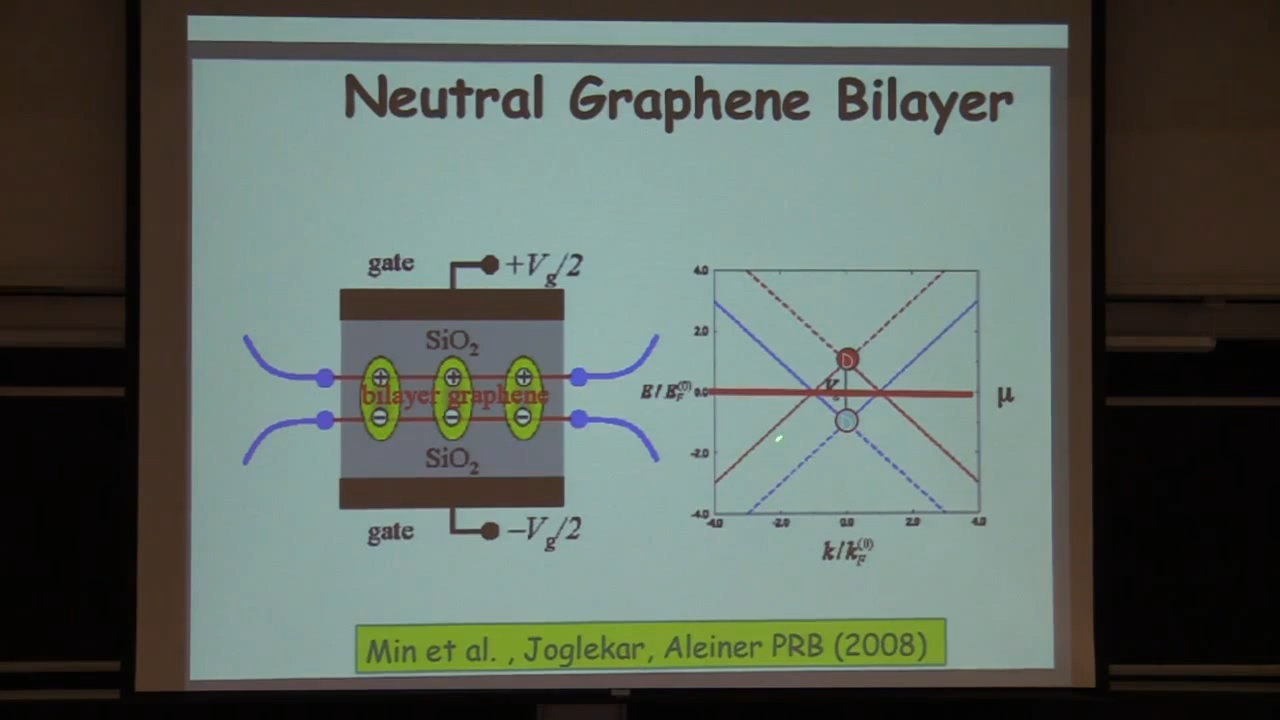 Neutral Graphene Bilayer
gate
+Vg/2
SiO2
+ + +
bilayer graphene
− − −
SiO2
gate
−Vg/2
4.0
2.0
0.0
-2.0
-4.0
E/EF(0)
Vg
μ
-4.0 -2.0 0.0 2.0 4.0
k/kF(0)
Min et al. , Joglekar, Aleiner PRB (2008)